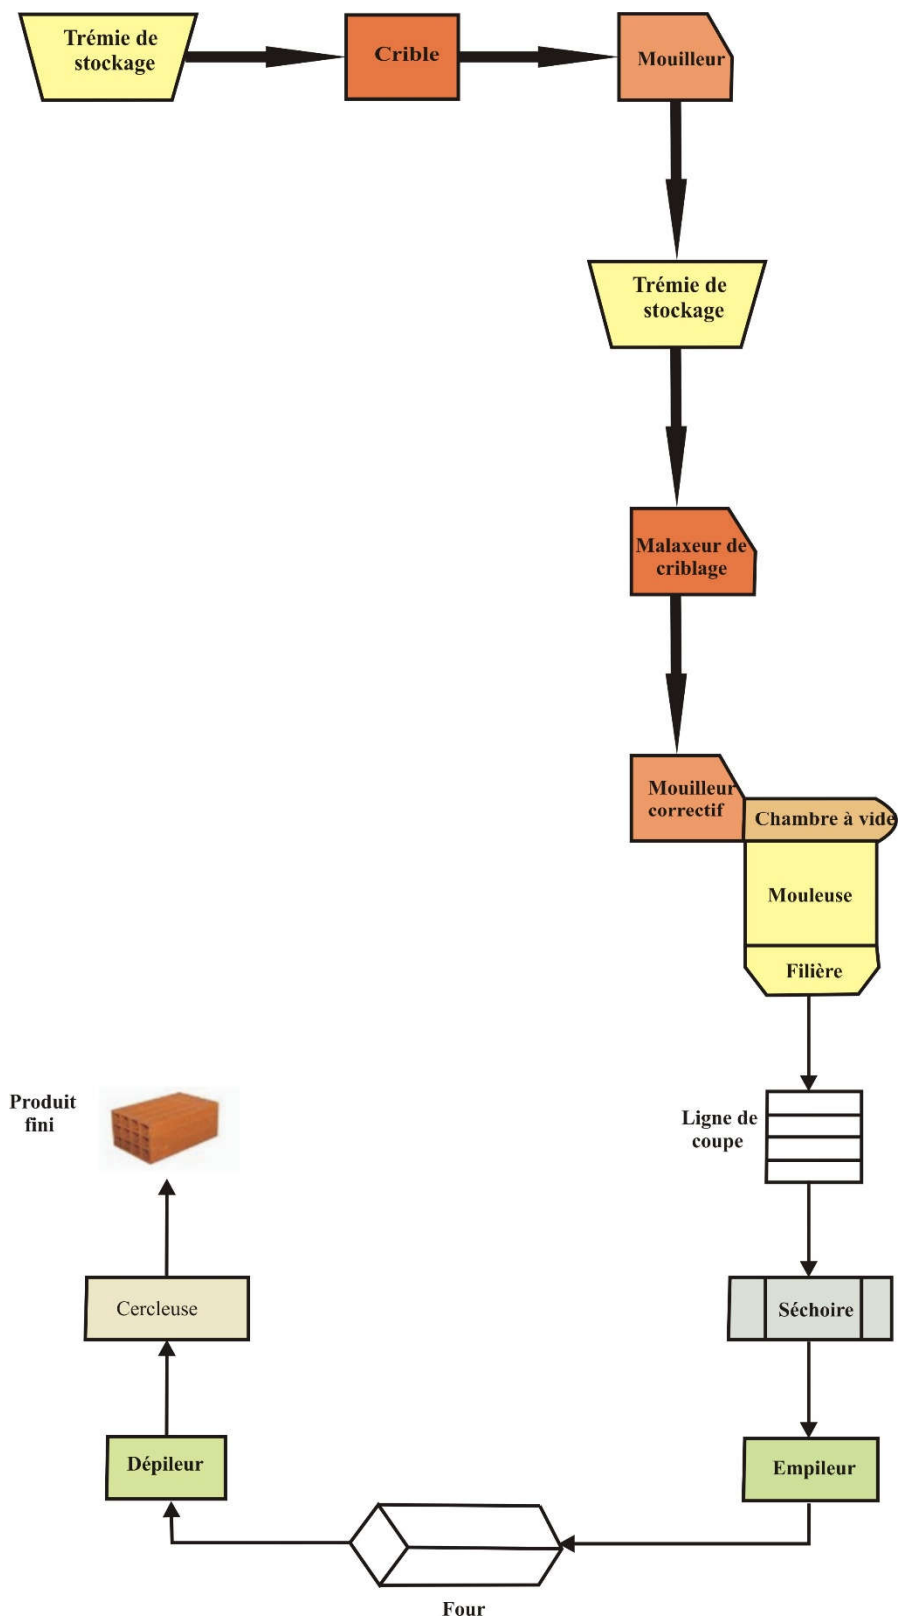 Trémie de
stockage
Crible
Mouilleur
Trémie de
stockage
Malaxeur de
criblage
Mouilleur
correctif
Chambre à vide
Mouleuse
Filière
Ligne de
coupe
Séchoire
Empileur
Four
Dépileur
Cercleuse
Produit
fini